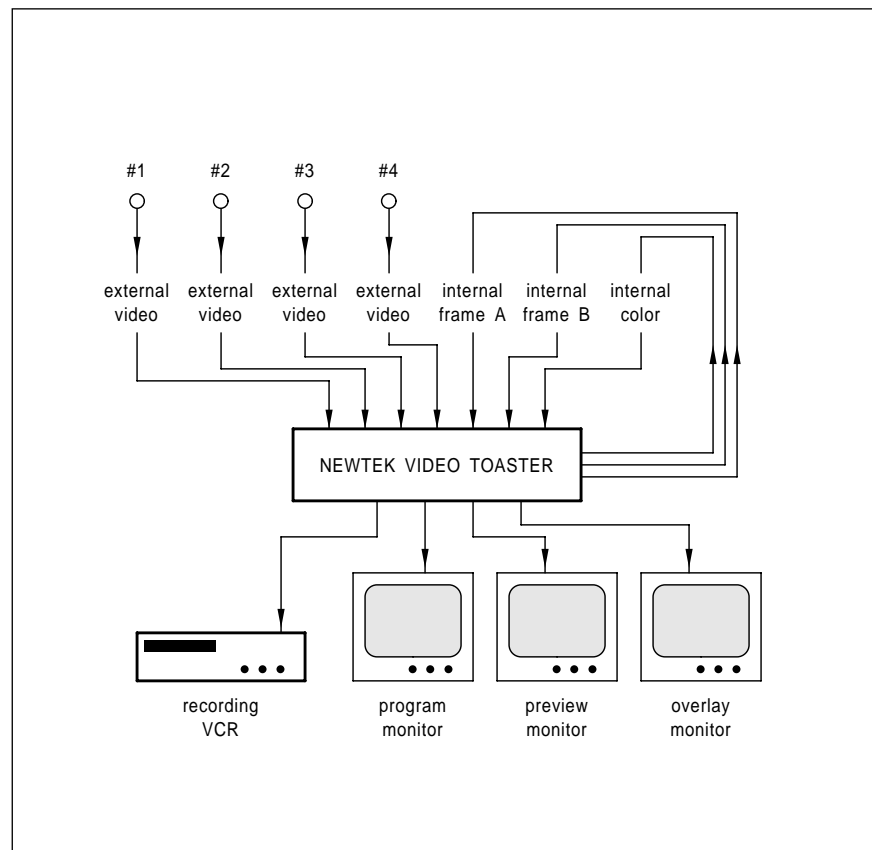 #1 #2 #3 #4
external external external external internal internal internal
video video video video frame A frame B color
NEWTEK VIDEO TOASTER
recording program preview overlay
VCR monitor monitor monitor